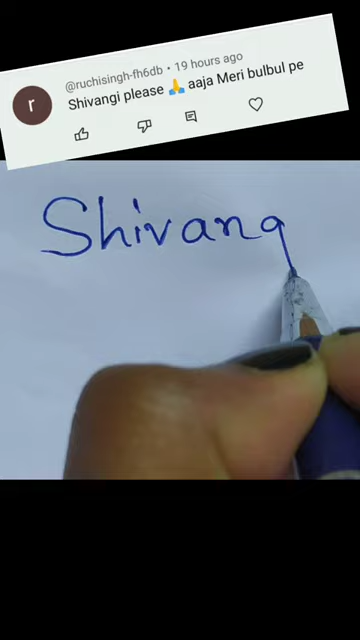 r
@ruchisingh-fh6db • 19 hours ago
Shivangi please 🙏 aaja Meri bulbul pe
Shivang